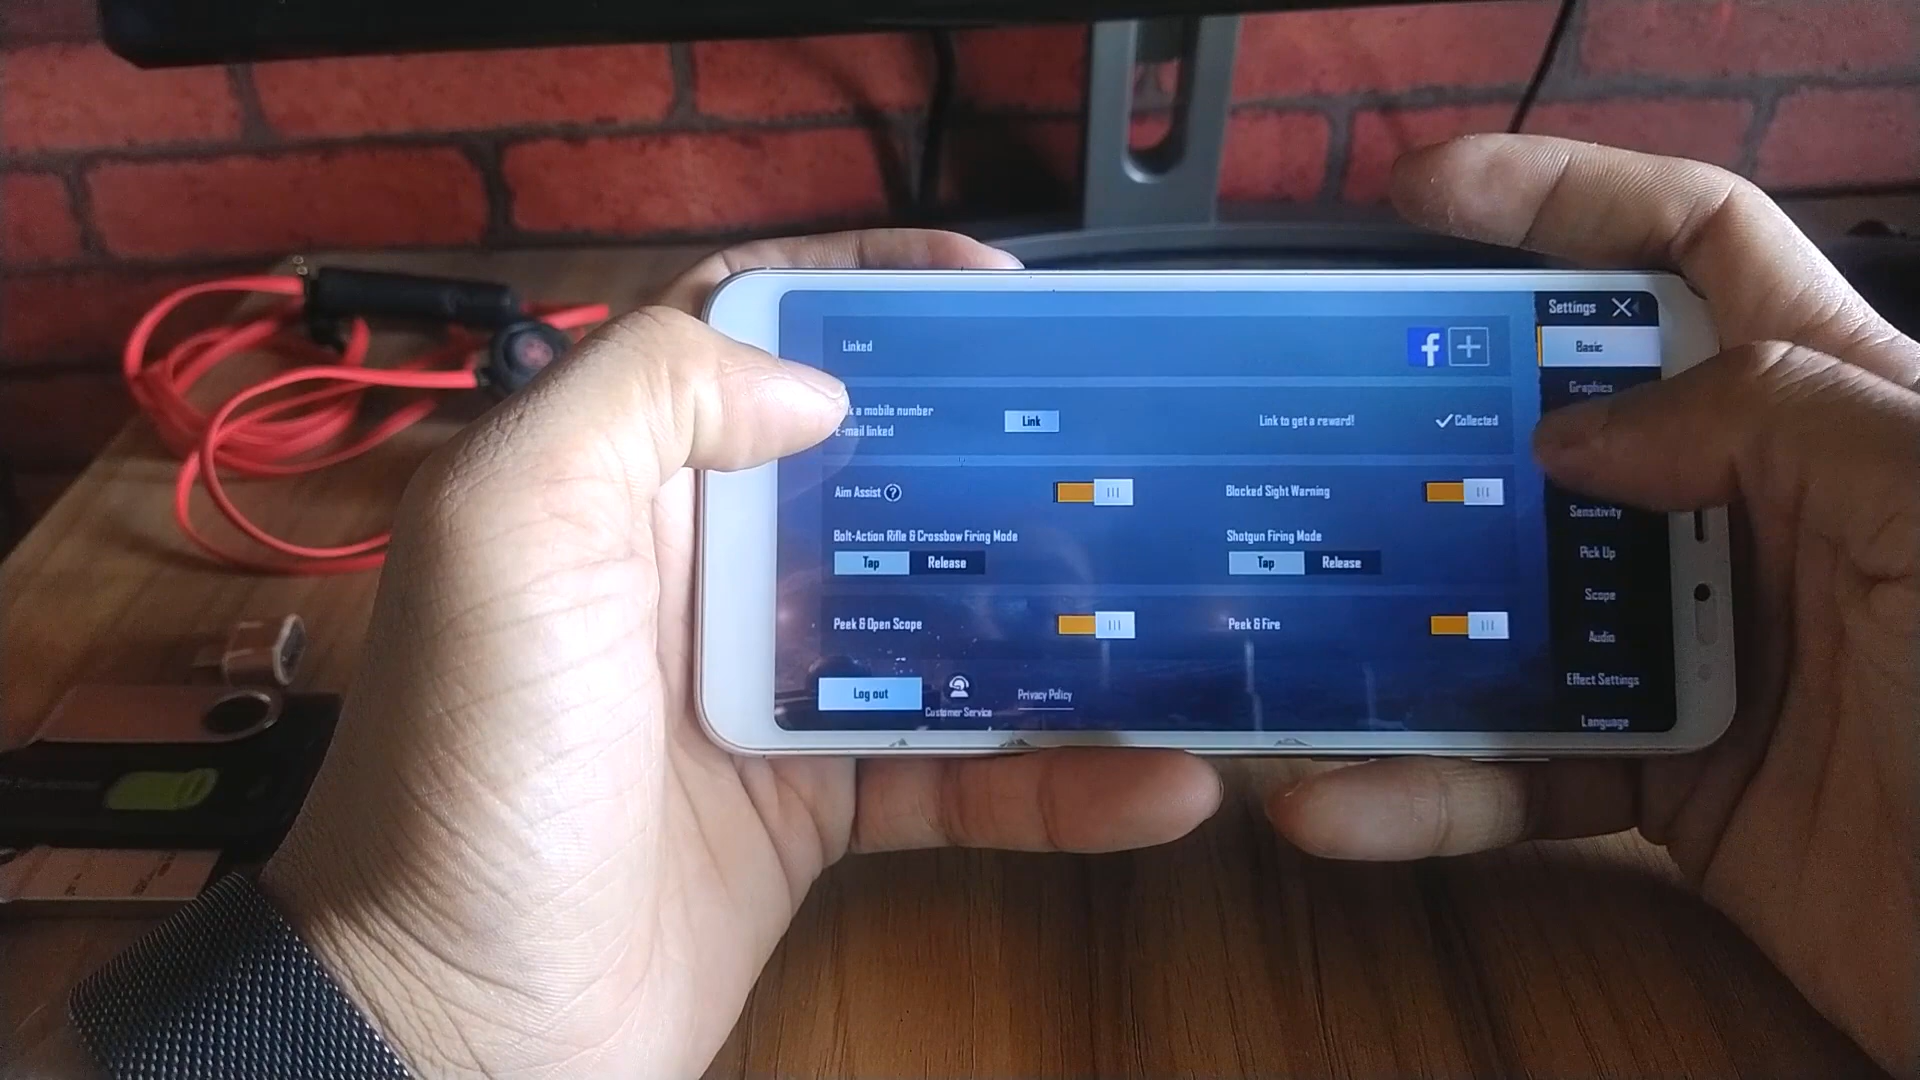 Linked
Settings
Basic
Graphics
k a mobile number
E-mail linked
Link
Link to get a reward!
Collected
Aim Assist
Blocked Sight Warning
Sensitivity
Bolt-Action Rifle & Crossbow Firing Mode
Shotgun Firing Mode
Tap
Release
Tap
Release
Pick Up
Scope
Peek & Open Scope
Peek & Fire
Audio
Effect Settings
Log out
Customer Service
Privacy Policy
Language